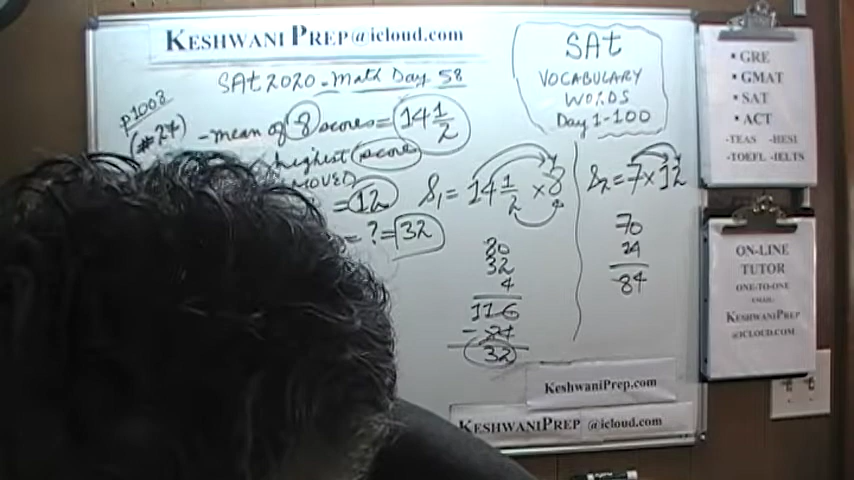 KESHWANI PREP@icloud.com
SAt 2020 - Math Day 58
p1008
(#24)
- mean of 8 scores = 14 1/2
highest score
MOVED
= 12
= ? = 32
S1 = 14 1/2 × 8
80
32
4
116
- 84
32
S2 = 7 × 12
70
84
SAt
VOCABULARY
WORDS
Day 1-100
▪ GRE
▪ GMAT
▪ SAT
▪ ACT
-TEAS -HESI
-TOEFL -IELTS
ON-LINE
TUTOR
ONE-TO-ONE
EMAIL:
KESHWANIPREP
@ICLOUD.COM
KeshwaniPrep.com
KESHWANIPREP@icloud.com